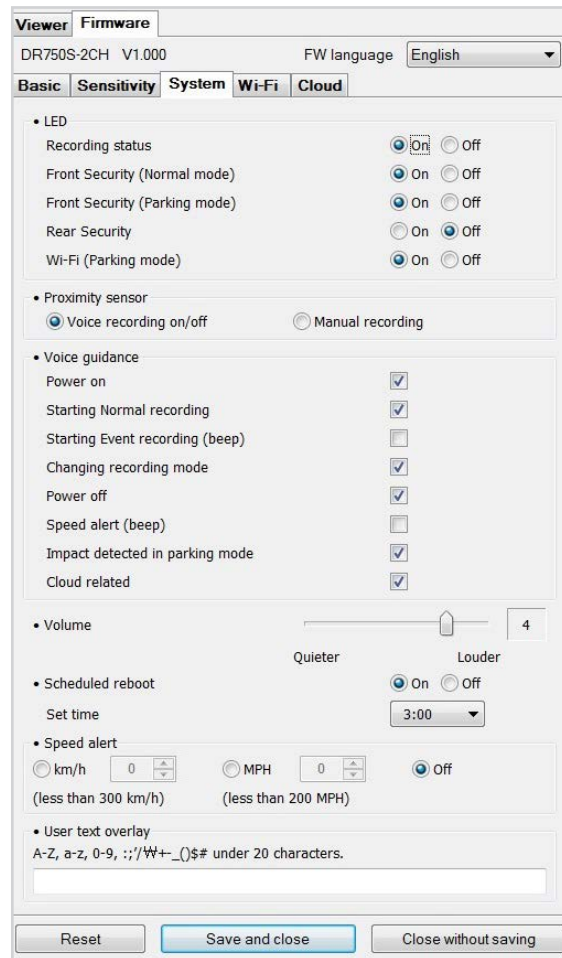 Viewer Firmware
DR750S-2CH V1.000 FW language English
Basic Sensitivity System Wi-Fi Cloud
• LED
Recording status On Off
Front Security (Normal mode) On Off
Front Security (Parking mode) On Off
Rear Security On Off
Wi-Fi (Parking mode) On Off
• Proximity sensor
Voice recording on/off Manual recording
• Voice guidance
Power on
Starting Normal recording
Starting Event recording (beep)
Changing recording mode
Power off
Speed alert (beep)
Impact detected in parking mode
Cloud related
• Volume 4
Quieter Louder
• Scheduled reboot On Off
Set time 3:00
• Speed alert
km/h 0 MPH 0 Off
(less than 300 km/h) (less than 200 MPH)
• User text overlay
A-Z, a-z, 0-9, :;'/₩+-_()$# under 20 characters.
Reset Save and close Close without saving